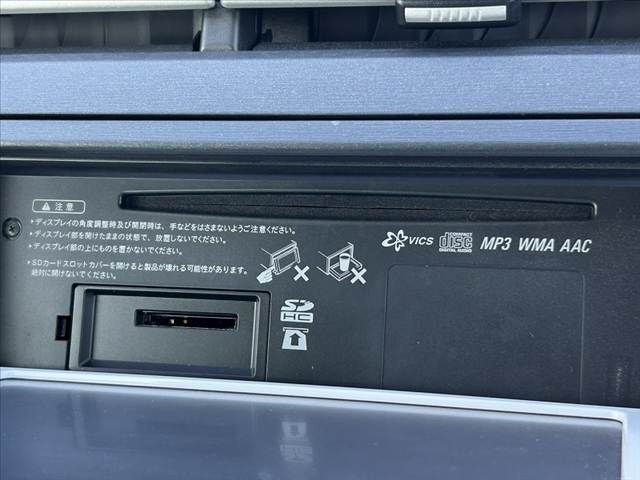 ⚠注意
▸ディスプレイの角度調整時及び開閉時は、手などをはさまないようご注意ください。
▸ディスプレイ部を開けたままの状態で、放置しないでください。
▸ディスプレイ部の上にものを置かないでください。
▸SDカードスロットカバーを開けると製品が壊れる可能性があります。
絶対に開けないでください。
VICS
COMPACT
disc
DIGITAL AUDIO
MP3 WMA AAC
SD
HC